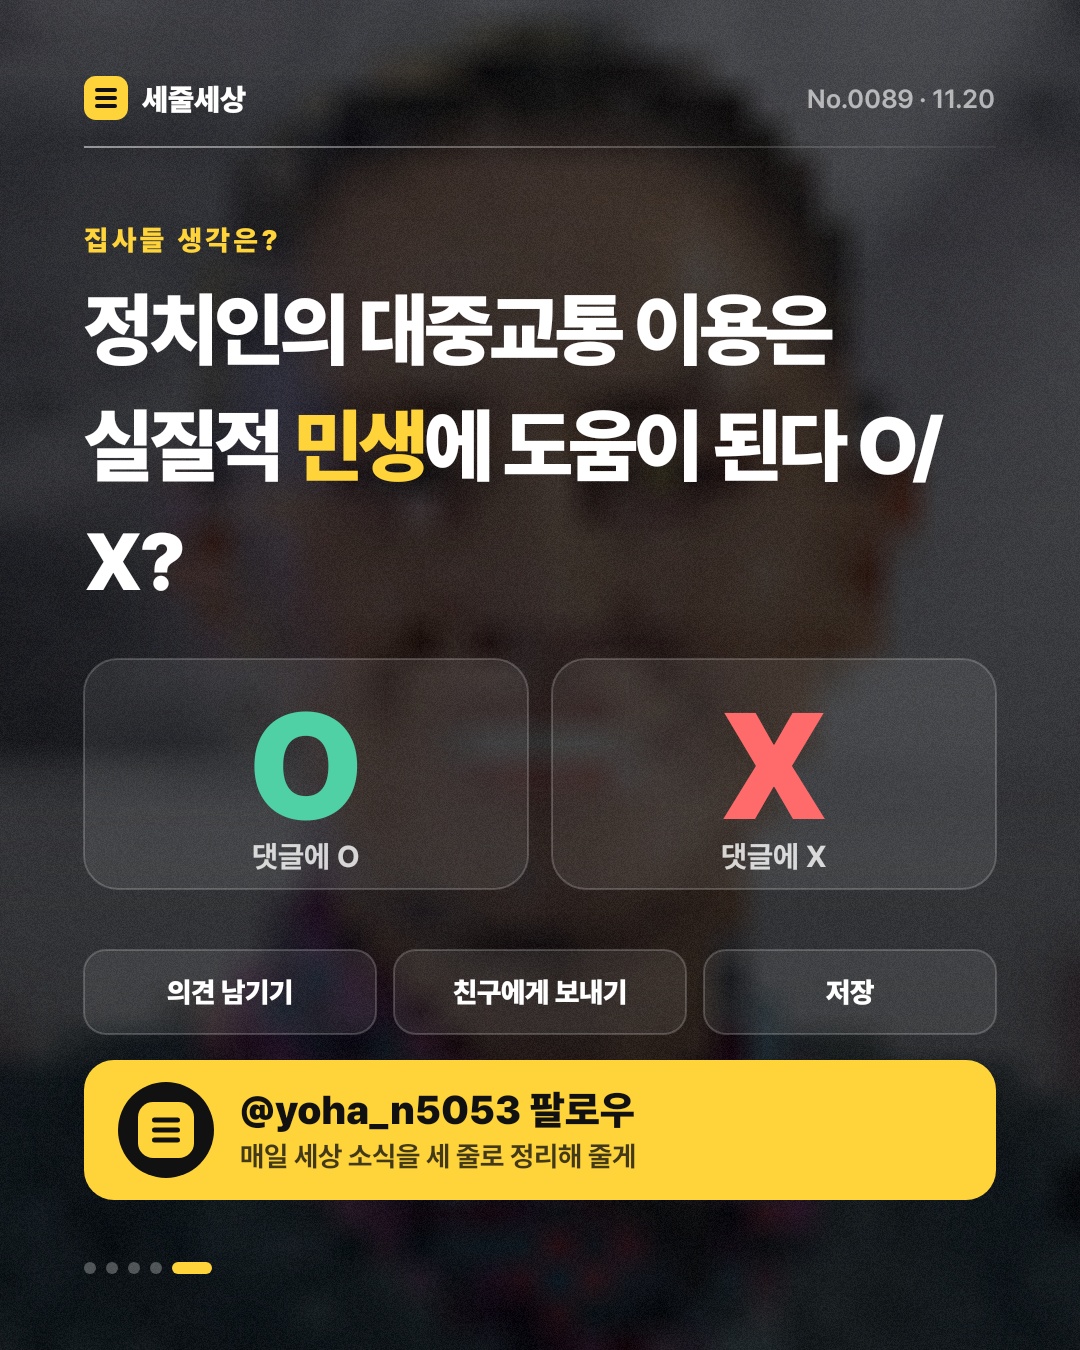 세줄세상
No.0089 · 11.20
집사들 생각은?
정치인의 대중교통 이용은
실질적 민생에 도움이 된다 O/
X?
O
X
댓글에 O
댓글에 X
의견 남기기
친구에게 보내기
저장
@yoha_n5053 팔로우
매일 세상 소식을 세 줄로 정리해 줄게